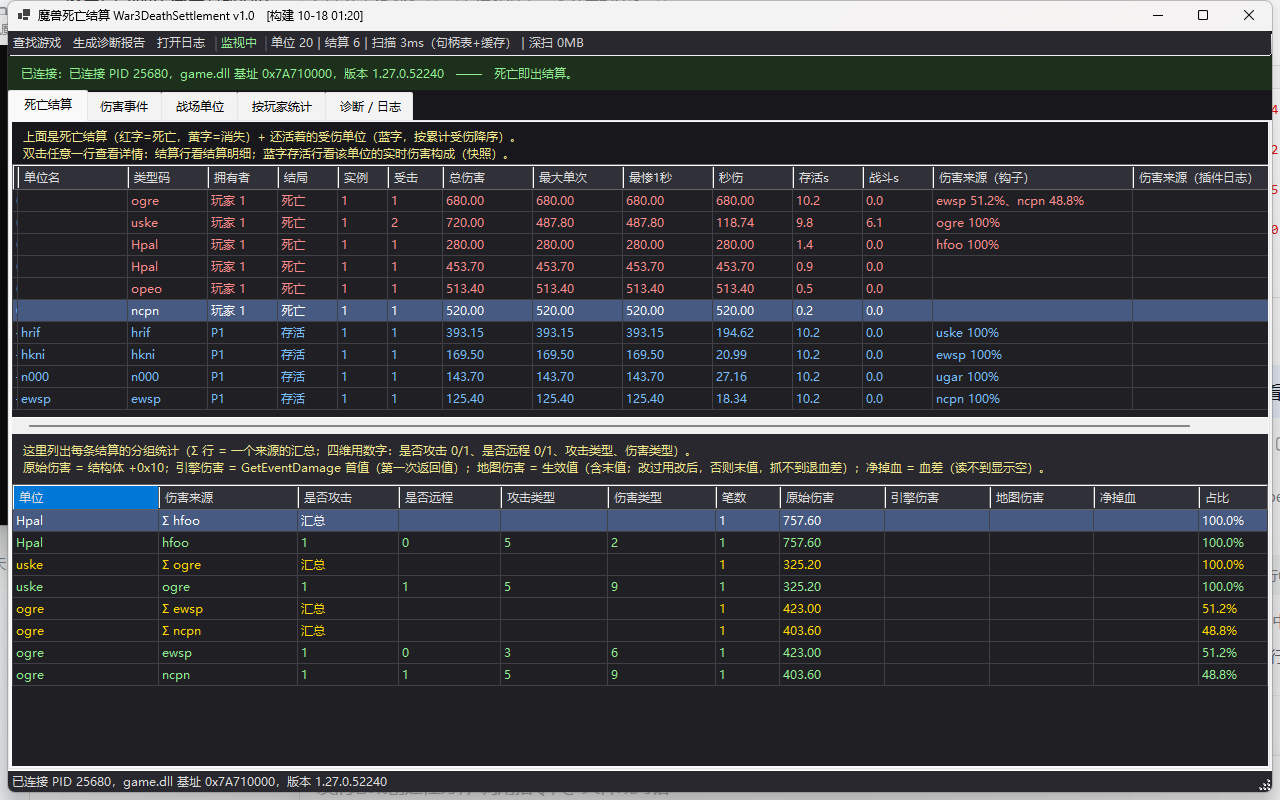 魔兽死亡结算 War3DeathSettlement v1.0 [构建 10-18 01:20]
查找游戏 生成诊断报告 打开日志 监视中 单位 20 | 结算 6 | 扫描 3ms（句柄表+缓存） | 深扫 0MB
已连接：已连接 PID 25680，game.dll 基址 0x7A710000，版本 1.27.0.52240 —— 死亡即出结算。
死亡结算 伤害事件 战场单位 按玩家统计 诊断 / 日志
上面是死亡结算（红字=死亡，黄字=消失）+ 还活着的受伤单位（蓝字，按累计受伤降序）。
双击任意一行查看详情：结算行看结算明细；蓝字存活行看该单位的实时伤害构成（快照）。
单位名 类型码 拥有者 结局 实例 受击 总伤害 最大单次 最惨1秒 秒伤 存活s 战斗s 伤害来源（钩子） 伤害来源（插件日志）
ogre 玩家 1 死亡 1 1 680.00 680.00 680.00 680.00 10.2 0.0 ewsp 51.2%、ncpn 48.8%
uske 玩家 1 死亡 1 2 720.00 487.80 487.80 118.74 9.8 6.1 ogre 100%
Hpal 玩家 1 死亡 1 1 280.00 280.00 280.00 280.00 1.4 0.0 hfoo 100%
Hpal 玩家 1 死亡 1 1 453.70 453.70 453.70 453.70 0.9 0.0
opeo 玩家 1 死亡 1 1 513.40 513.40 513.40 513.40 0.5 0.0
ncpn 玩家 1 死亡 1 1 520.00 520.00 520.00 520.00 0.2 0.0
hrif hrif P1 存活 1 1 393.15 393.15 393.15 194.62 10.2 0.0 uske 100%
hkni hkni P1 存活 1 1 169.50 169.50 169.50 20.99 10.2 0.0 ewsp 100%
n000 n000 P1 存活 1 1 143.70 143.70 143.70 27.16 10.2 0.0 ugar 100%
ewsp ewsp P1 存活 1 1 125.40 125.40 125.40 18.34 10.2 0.0 ncpn 100%
这里列出每条结算的分组统计（Σ 行 = 一个来源的汇总；四维用数字：是否攻击 0/1、是否远程 0/1、攻击类型、伤害类型）。
原始伤害 = 结构体 +0x10；引擎伤害 = GetEventDamage 首值（第一次返回值）；地图伤害 = 生效值（含末值；改过用改后，否则末值，抓不到退血差）；净掉血 = 血差（读不到显示空）。
单位 伤害来源 是否攻击 是否远程 攻击类型 伤害类型 笔数 原始伤害 引擎伤害 地图伤害 净掉血 占比
Hpal Σ hfoo 汇总 1 757.60 100.0%
Hpal hfoo 1 0 5 2 1 757.60 100.0%
uske Σ ogre 汇总 1 325.20 100.0%
uske ogre 1 1 5 9 1 325.20 100.0%
ogre Σ ewsp 汇总 1 423.00 51.2%
ogre Σ ncpn 汇总 1 403.60 48.8%
ogre ewsp 1 0 3 6 1 423.00 51.2%
ogre ncpn 1 1 5 9 1 403.60 48.8%
已连接 PID 25680，game.dll 基址 0x7A710000，版本 1.27.0.52240